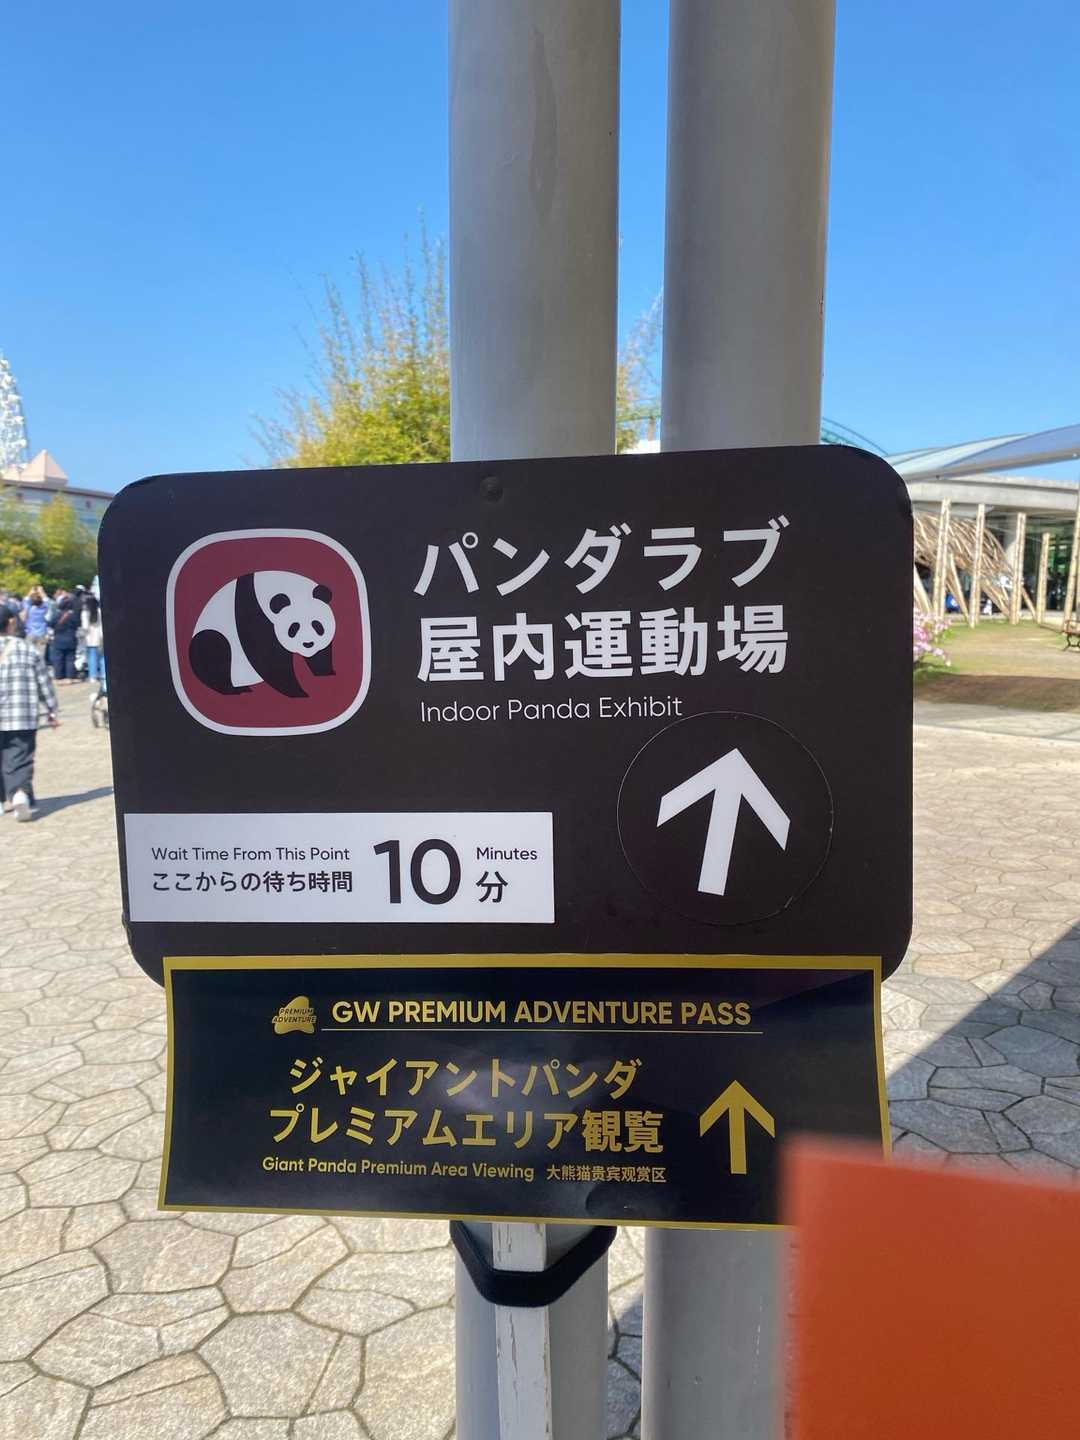 パンダラブ
屋内運動場
Indoor Panda Exhibit
Wait Time From This Point
ここからの待ち時間
10
Minutes
分
PREMIUM
ADVENTURE
GW PREMIUM ADVENTURE PASS
ジャイアントパンダ
プレミアムエリア観覧
Giant Panda Premium Area Viewing 大熊猫贵宾观赏区